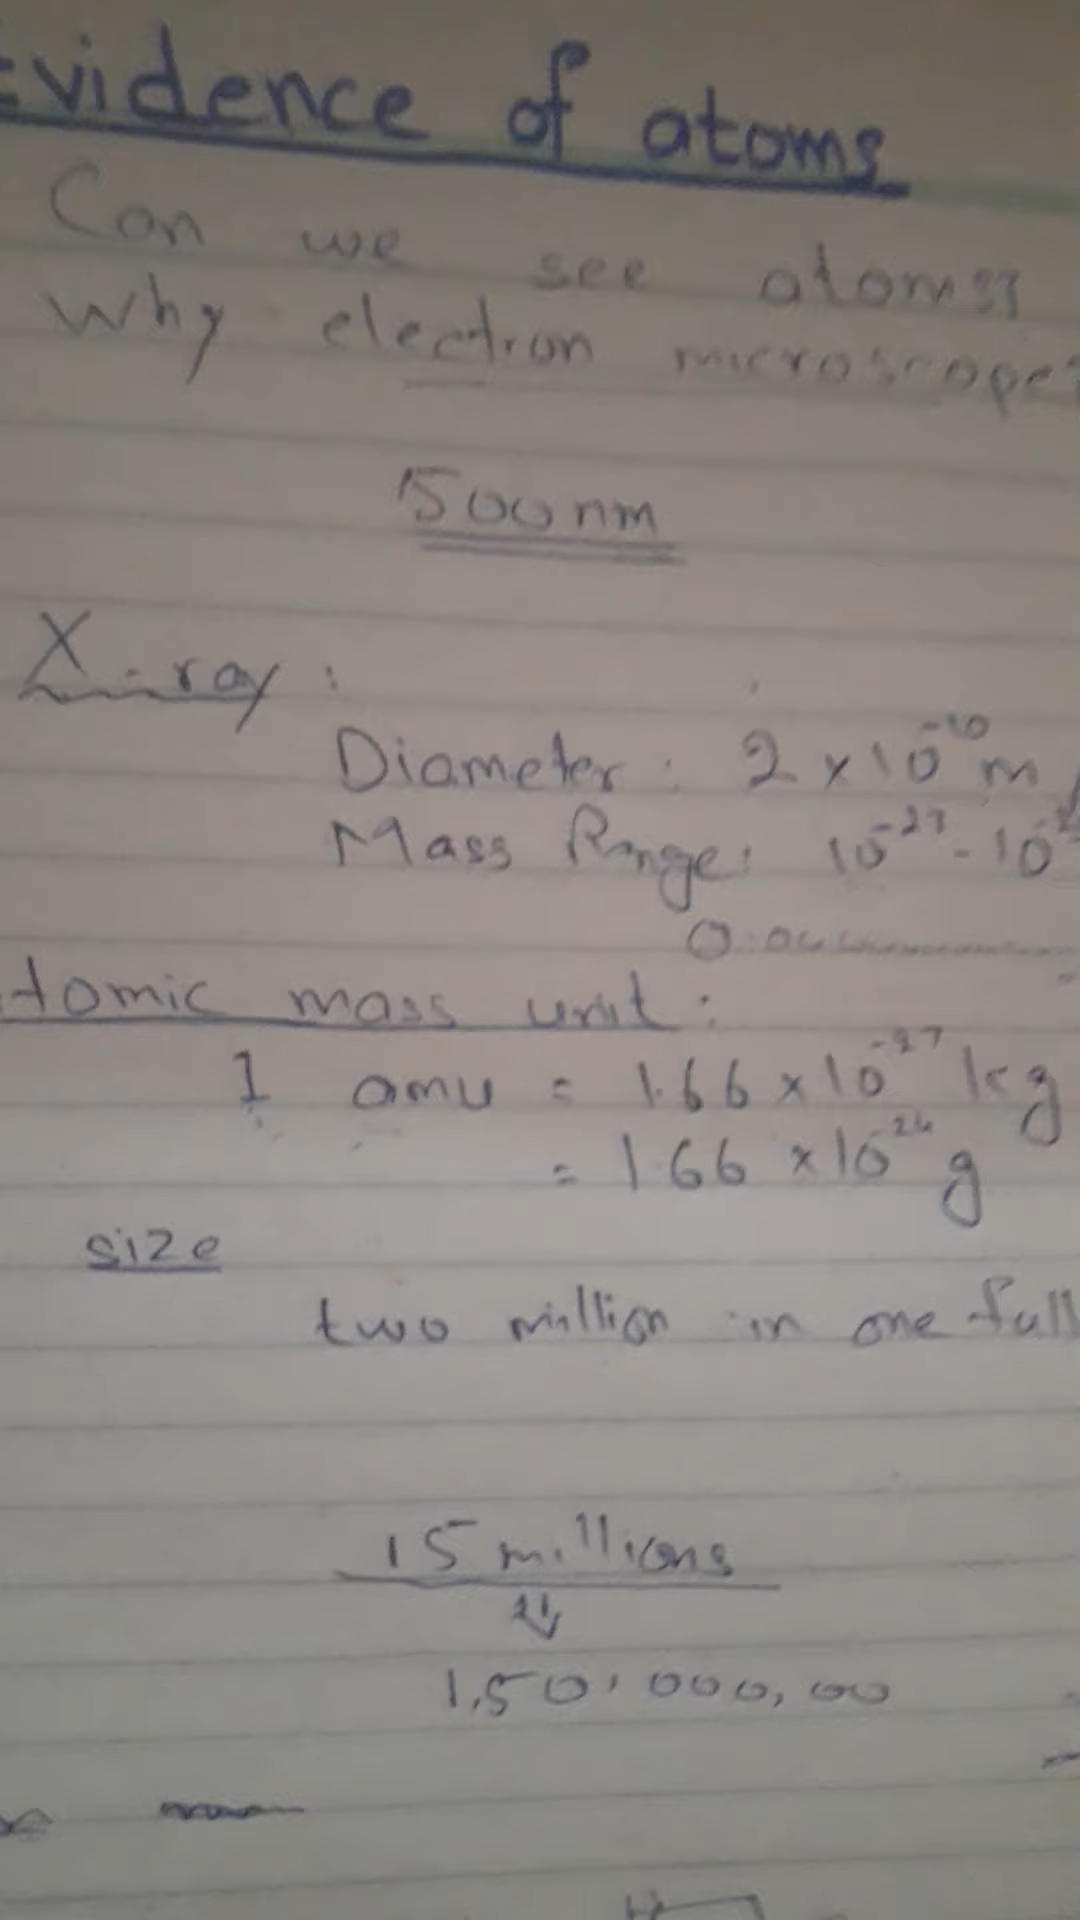 Evidence of atoms
Can we see atoms?
Why electron microscope?
500nm
X-ray:
Diameter: 2 x 10^-10 m
Mass Range: 10^-27 - 10
tomic mass unit:
1 amu = 1.66 x 10^-27 kg
= 1.66 x 10^-24 g
size
two million in one full
15 millions
1,50,000,00